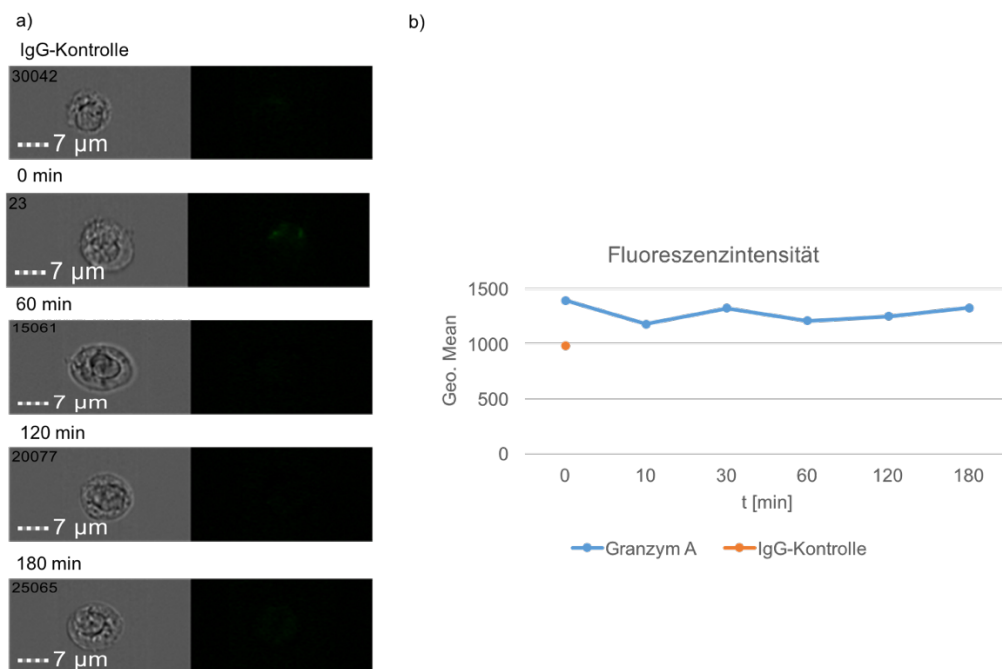 a)
IgG-Kontrolle
30042
7 µm
0 min
23
7 µm
60 min
15061
7 µm
120 min
20077
7 µm
180 min
25065
7 µm
b)
Fluoreszenzintensität
Geo. Mean
1500
1000
500
0
0 10 30 60 120 180
t [min]
Granzym A IgG-Kontrolle